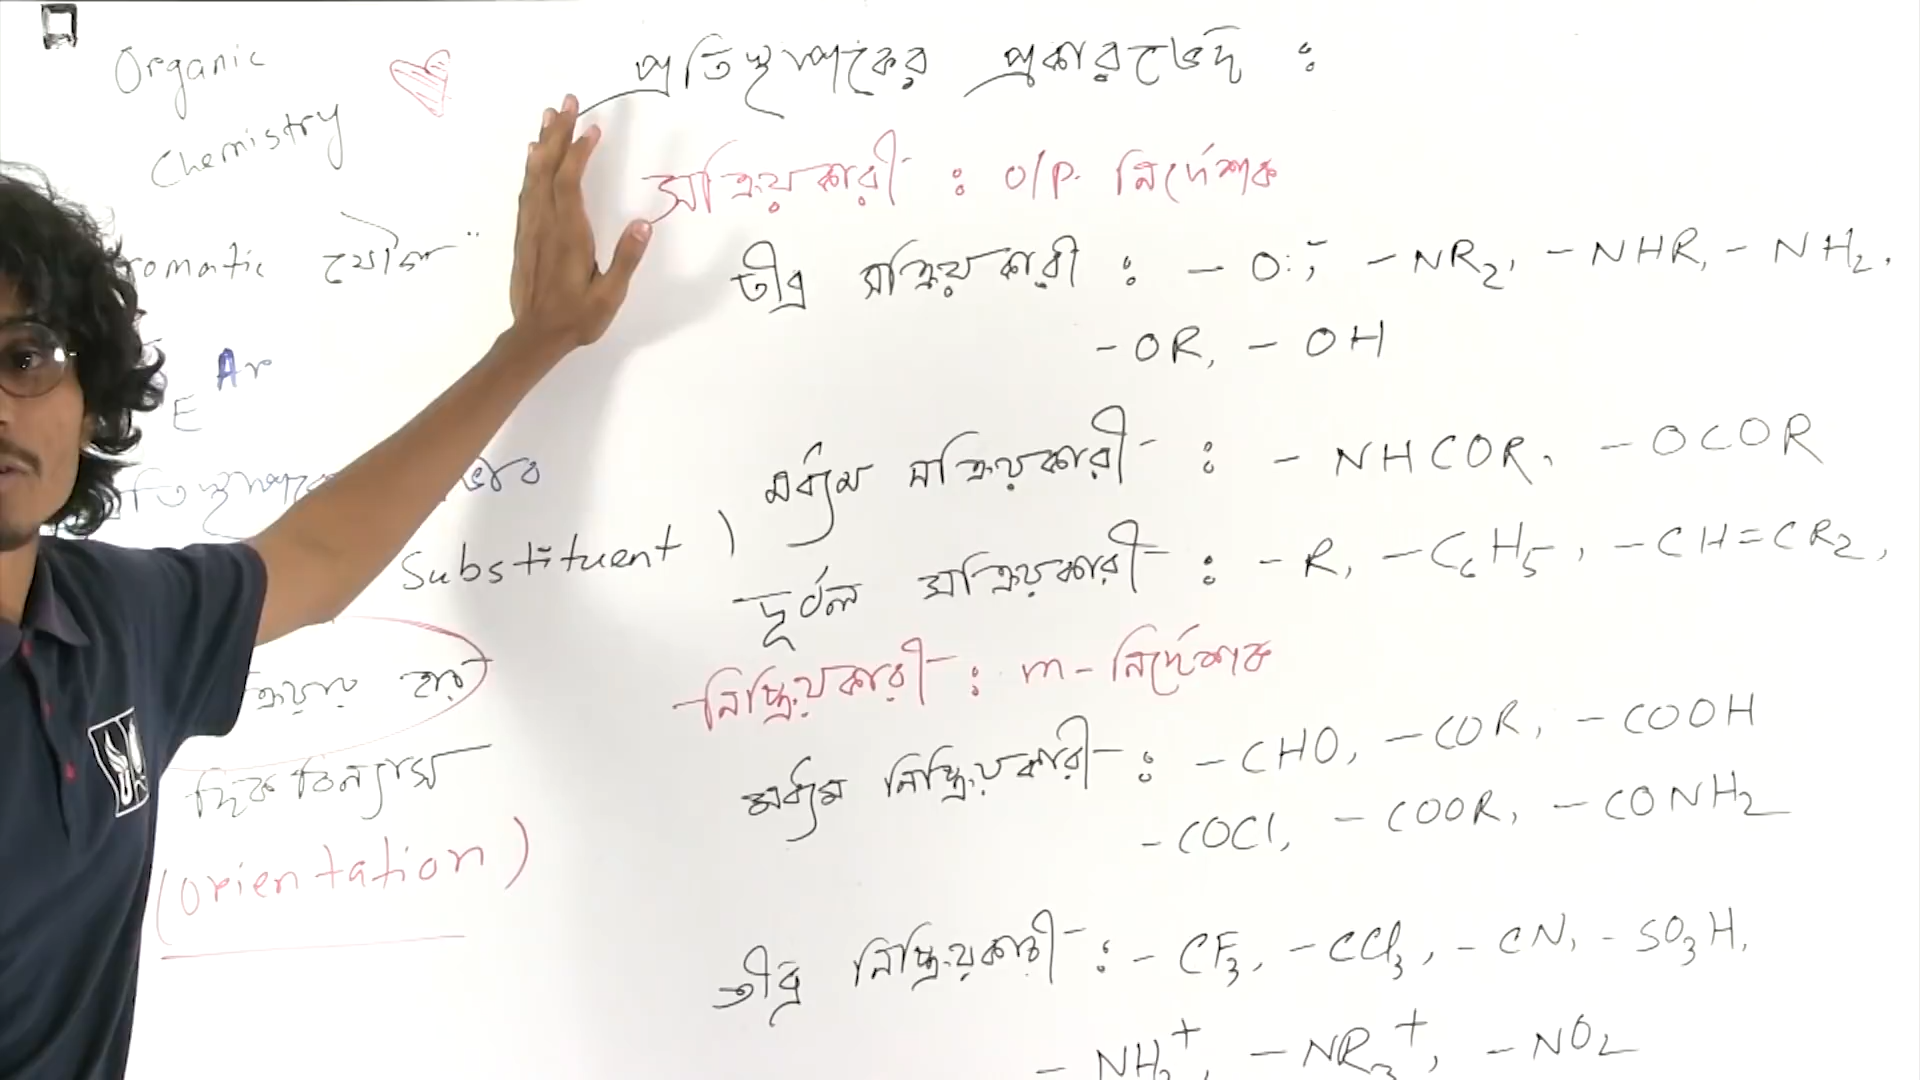 Organic
Chemistry
romatic যৌগ"
Ar
E
Substituent )
ক্রিয়ার হার
দিক বিন্যাস
(orientation)
প্রতিস্থাপকের প্রকারভেদ :
সক্রিয়কারী : o/p নির্দেশক
তীব্র সক্রিয়কারী : – O:⁻, – NR₂, – NHR, – NH₂,
– OR, – OH
মধ্যম সক্রিয়কারী : – NHCOR, – OCOR
দূর্বল সক্রিয়কারী : – R, – C₆H₅, – CH=CR₂,
নিষ্ক্রিয়কারী : m- নির্দেশক
মধ্যম নিষ্ক্রিয়কারী : – CHO, – COR, – COOH
– COCl, – COOR, – CONH₂
তীব্র নিষ্ক্রিয়কারী : – CF₃, – CCl₃, – CN, – SO₃H,
– NH₃⁺, – NR₃⁺, – NO₂